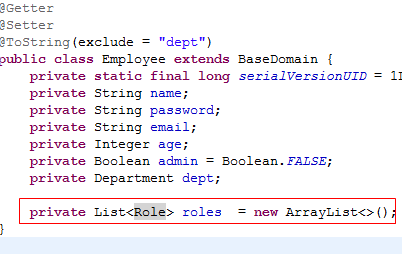 @Getter
@Setter
@ToString(exclude = "dept")
public class Employee extends BaseDomain {
private static final long serialVersionUID = 1
private String name;
private String password;
private String email;
private Integer age;
private Boolean admin = Boolean.FALSE;
private Department dept;
private List<Role> roles = new ArrayList<>();
}